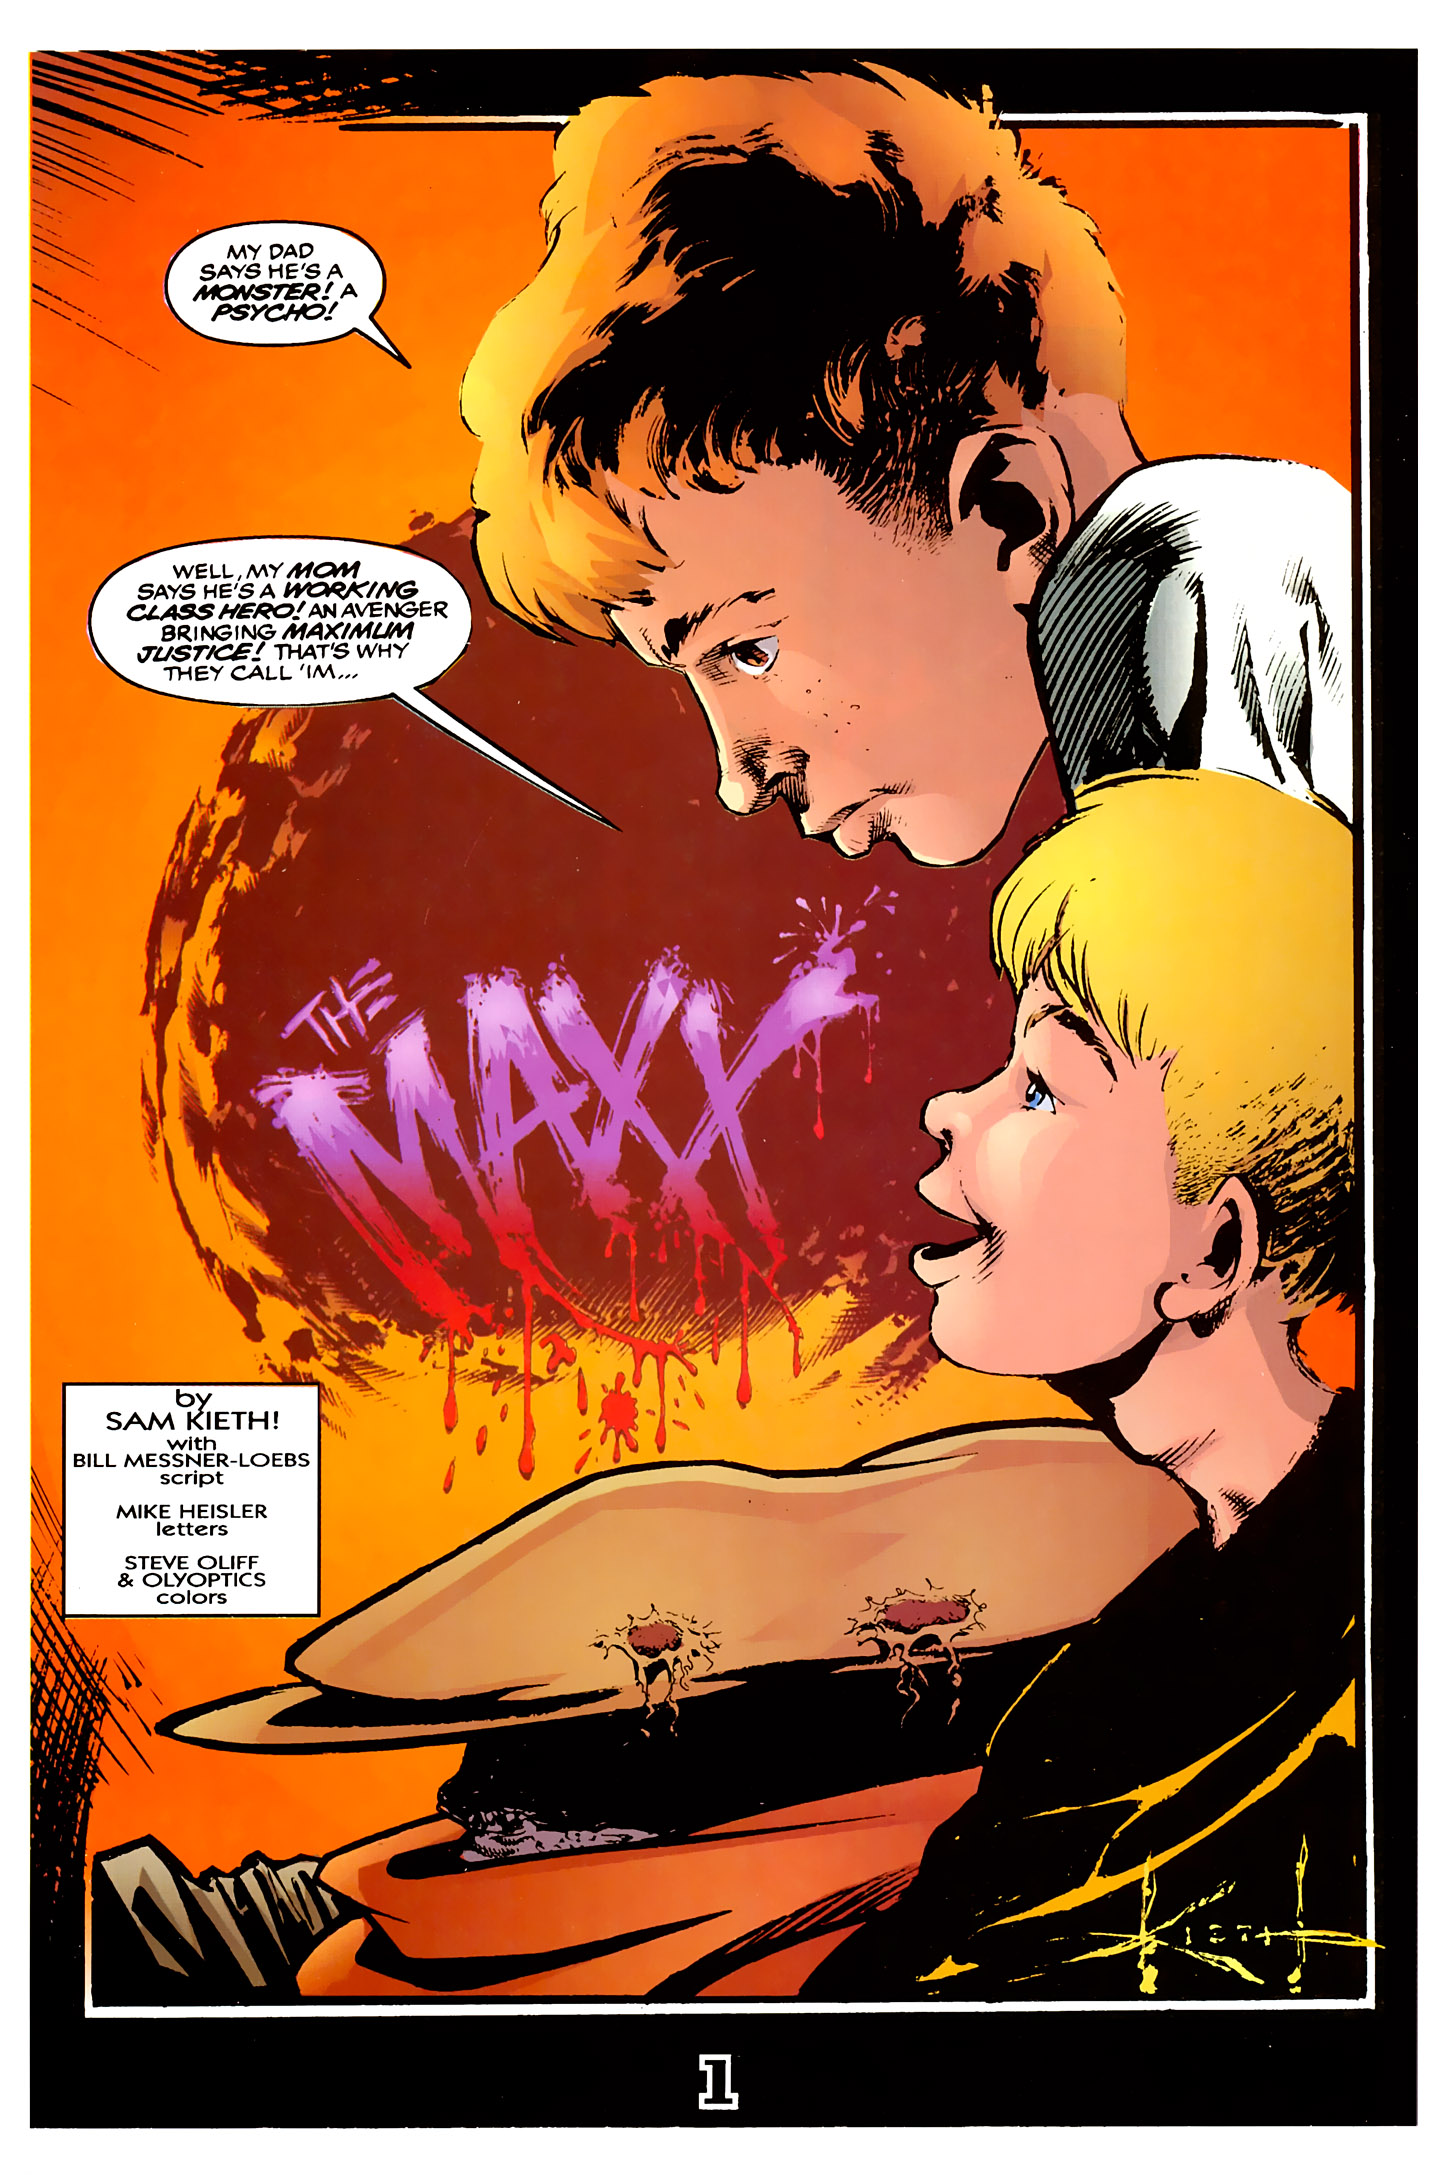 MY DAD
SAYS HE'S A
MONSTER! A
PSYCHO!
WELL, MY MOM
SAYS HE'S A WORKING
CLASS HERO! AN AVENGER
BRINGING MAXIMUM
JUSTICE! THAT'S WHY
THEY CALL 'IM...
THE
MAXX
by
SAM KIETH!
with
BILL MESSNER-LOEBS
script
MIKE HEISLER
letters
STEVE OLIFF
& OLYOPTICS
colors
KIETH
1